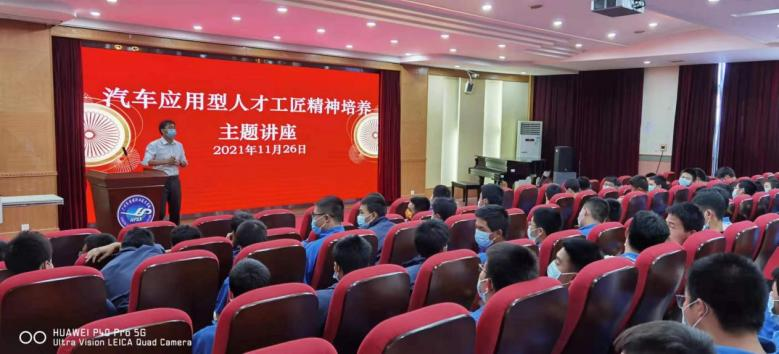 汽车应用型人才工匠精神培养
主题讲座
2021年11月26日
HUAWEI P40 Pro 5G
Ultra Vision LEICA Quad Camera